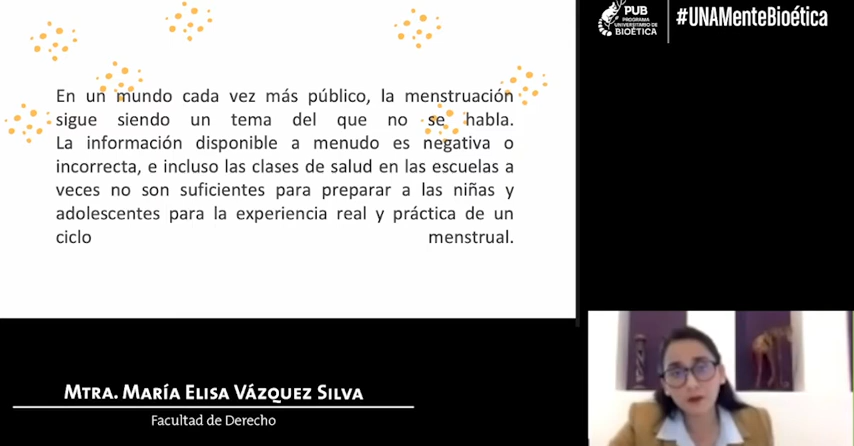 PUB
PROGRAMA
UNIVERSITARIO DE
BIOÉTICA
#UNAMenteBioética
En un mundo cada vez más público, la menstruación
sigue siendo un tema del que no se habla.
La información disponible a menudo es negativa o
incorrecta, e incluso las clases de salud en las escuelas a
veces no son suficientes para preparar a las niñas y
adolescentes para la experiencia real y práctica de un
ciclo menstrual.
Mtra. María Elisa Vázquez Silva
Facultad de Derecho